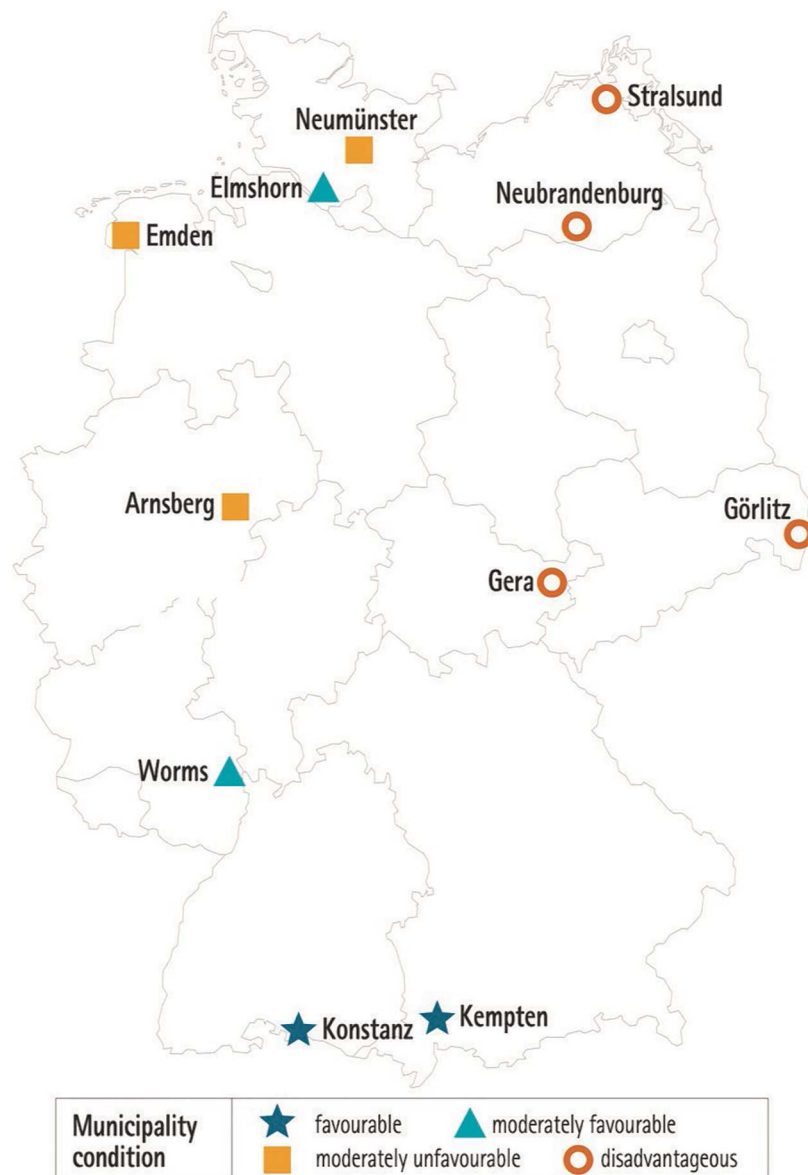 Stralsund
Neumünster
Elmshorn
Neubrandenburg
Emden
Arnsberg
Görlitz
Gera
Worms
Kempten
Konstanz
Municipality
condition
favourable
moderately favourable
moderately unfavourable
disadvantageous